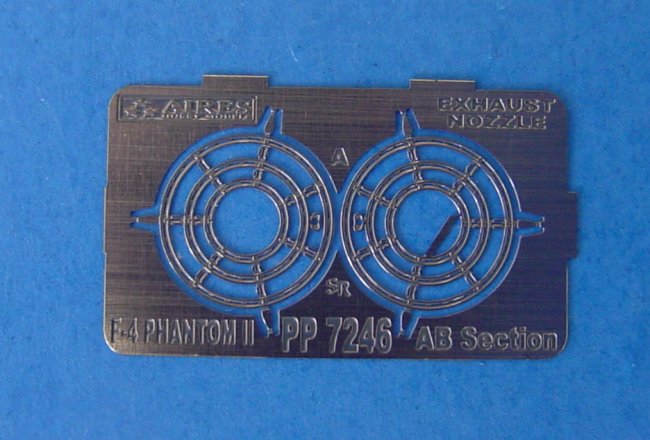 AIRES
EXHAUST
NOZZLE
A
SR
F-4 PHANTOM II
PP 7246
AB Section